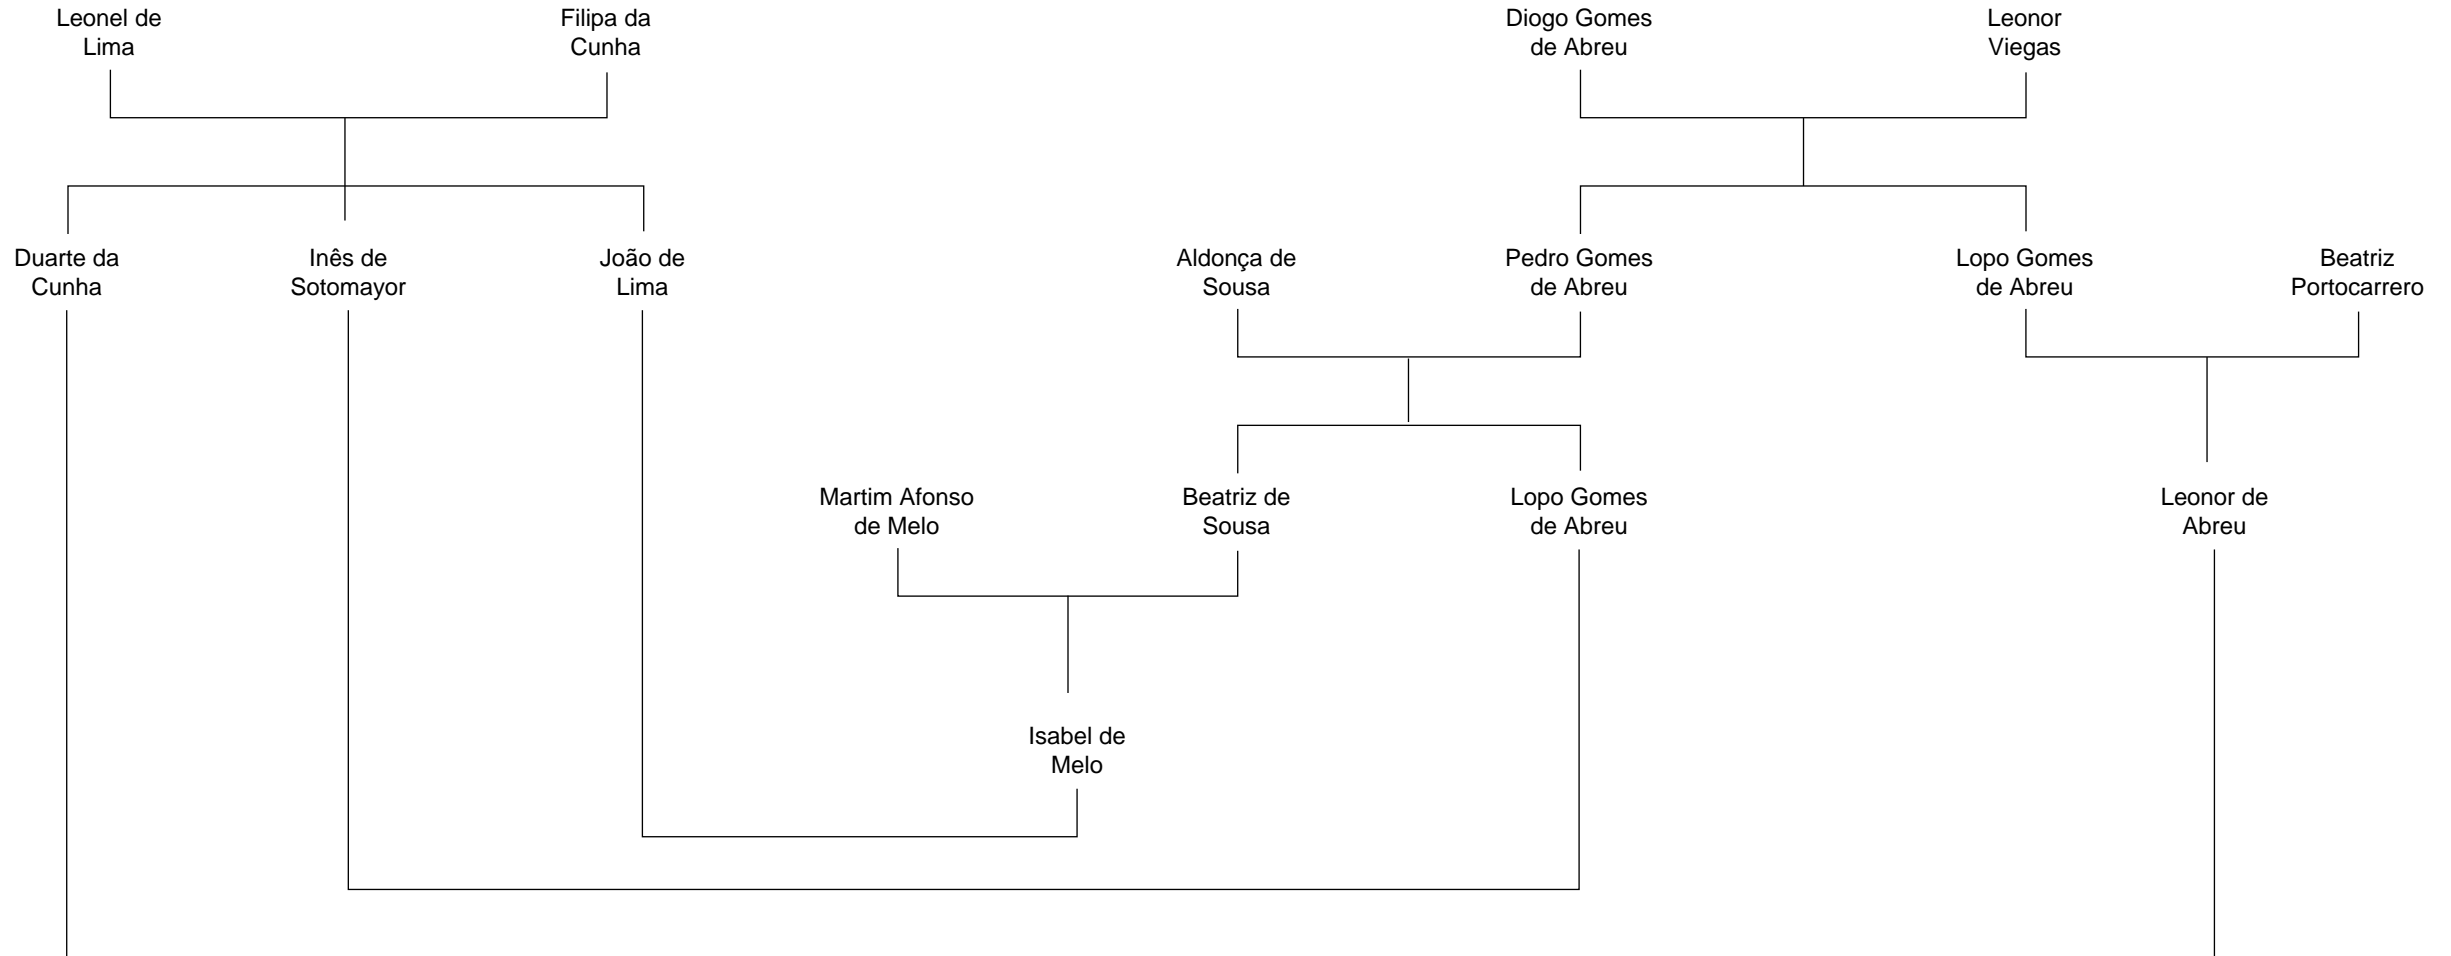 Leonel de
Lima
Filipa da
Cunha
Diogo Gomes
de Abreu
Leonor
Viegas
Duarte da
Cunha
Inês de
Sotomayor
João de
Lima
Aldonça de
Sousa
Pedro Gomes
de Abreu
Lopo Gomes
de Abreu
Beatriz
Portocarrero
Martim Afonso
de Melo
Beatriz de
Sousa
Lopo Gomes
de Abreu
Leonor de
Abreu
Isabel de
Melo